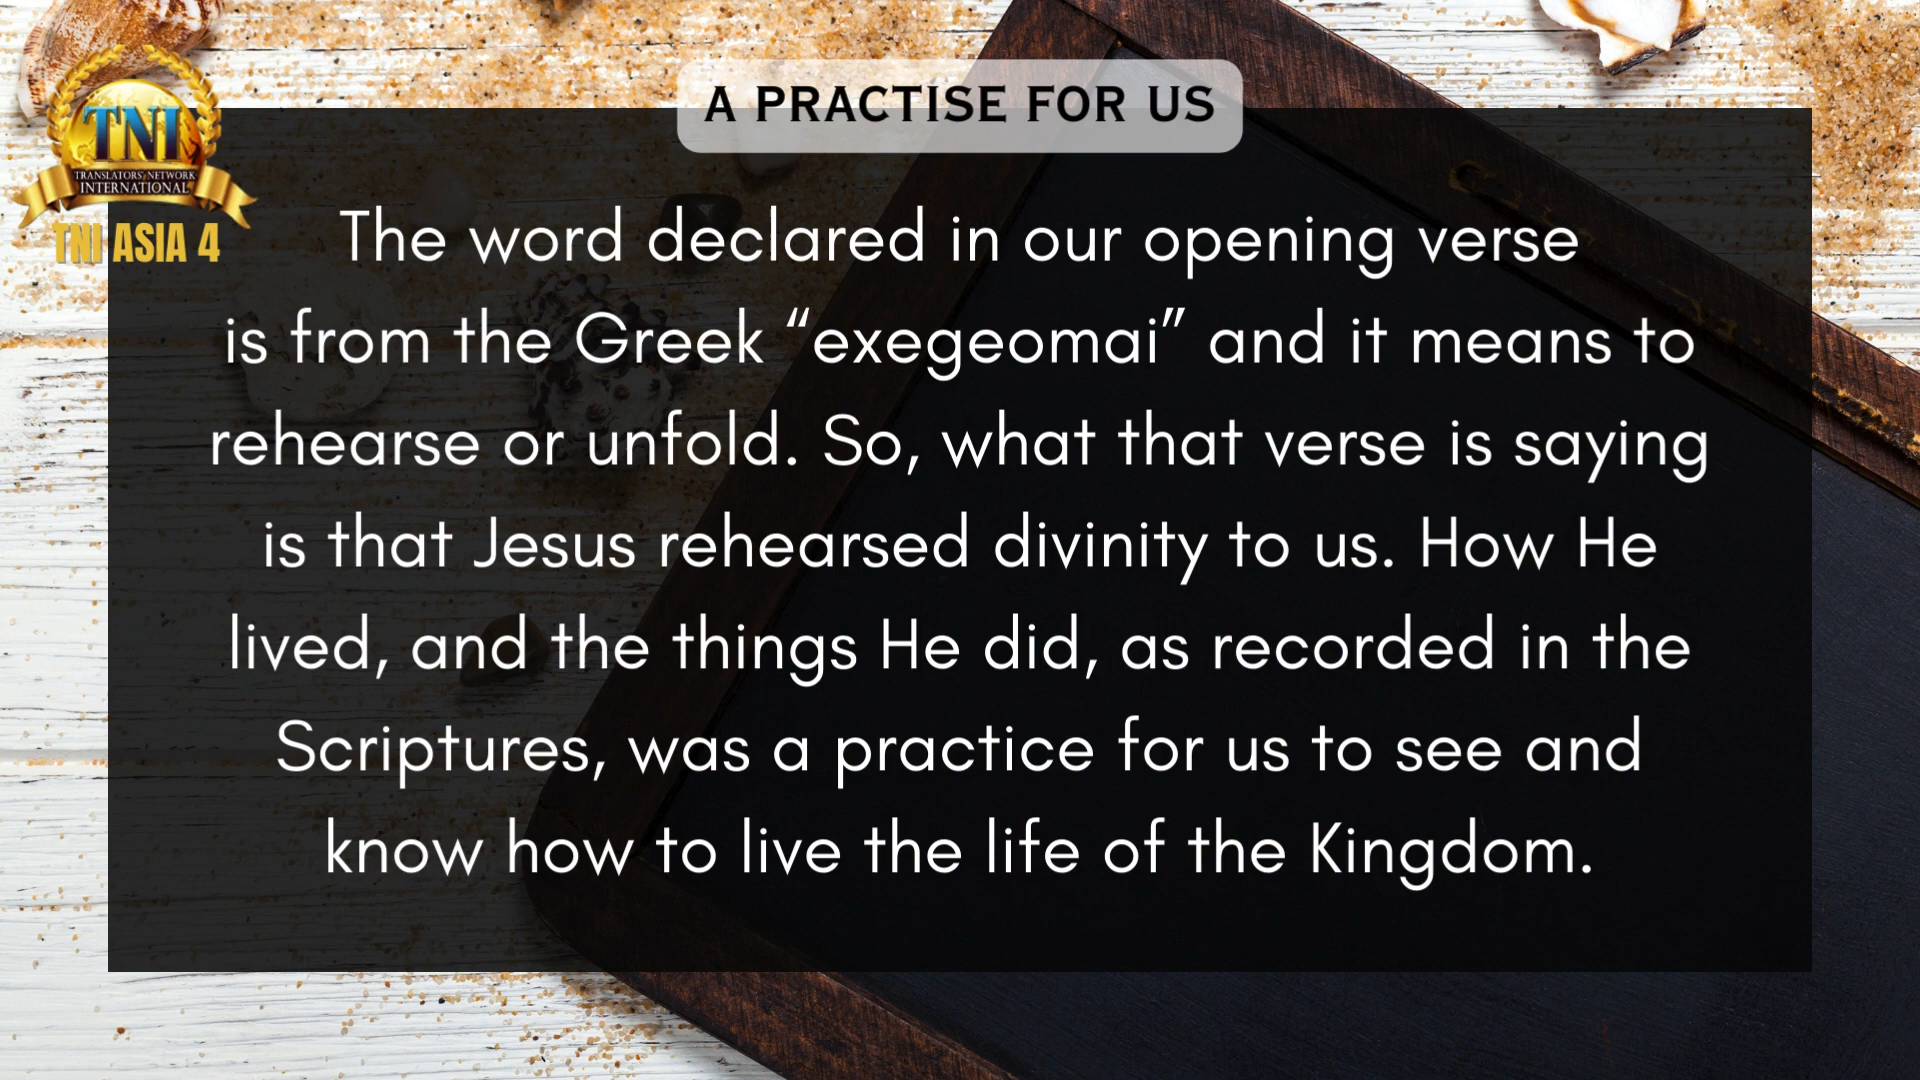 A PRACTISE FOR US
TNI
TRANSLATORS' NETWORK
INTERNATIONAL
TNI ASIA 4
The word declared in our opening verse
is from the Greek “exegeomai” and it means to
rehearse or unfold. So, what that verse is saying
is that Jesus rehearsed divinity to us. How He
lived, and the things He did, as recorded in the
Scriptures, was a practice for us to see and
know how to live the life of the Kingdom.